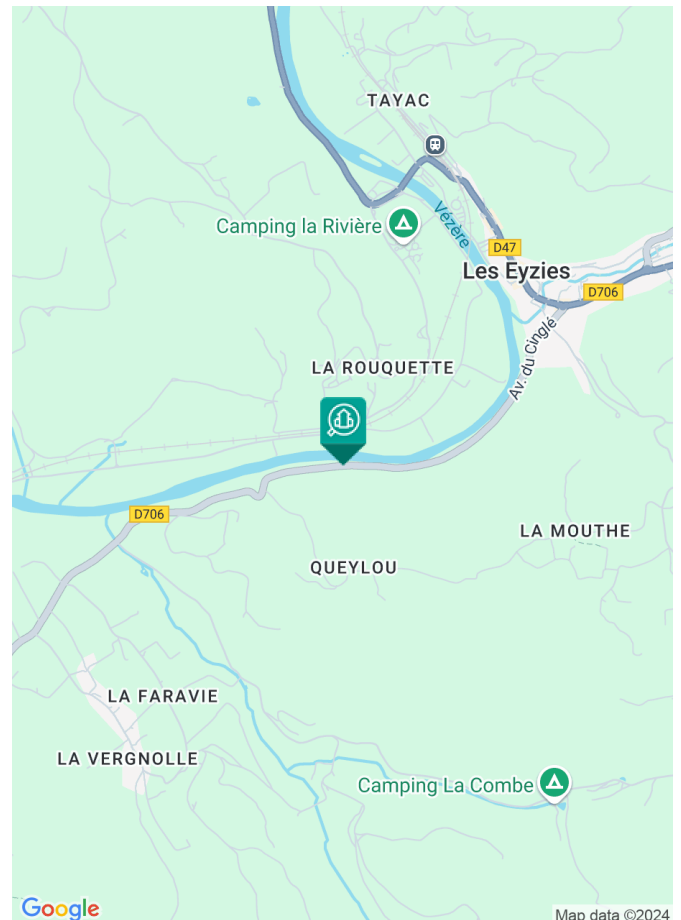 TAYAC
Camping la Rivière
Vézère
D47
Les Eyzies
D706
Av. du Cinglé
LA ROUQUETTE
D706
LA MOUTHE
QUEYLOU
LA FARAVIE
LA VERGNOLLE
Camping La Combe
Google
Map data ©2024